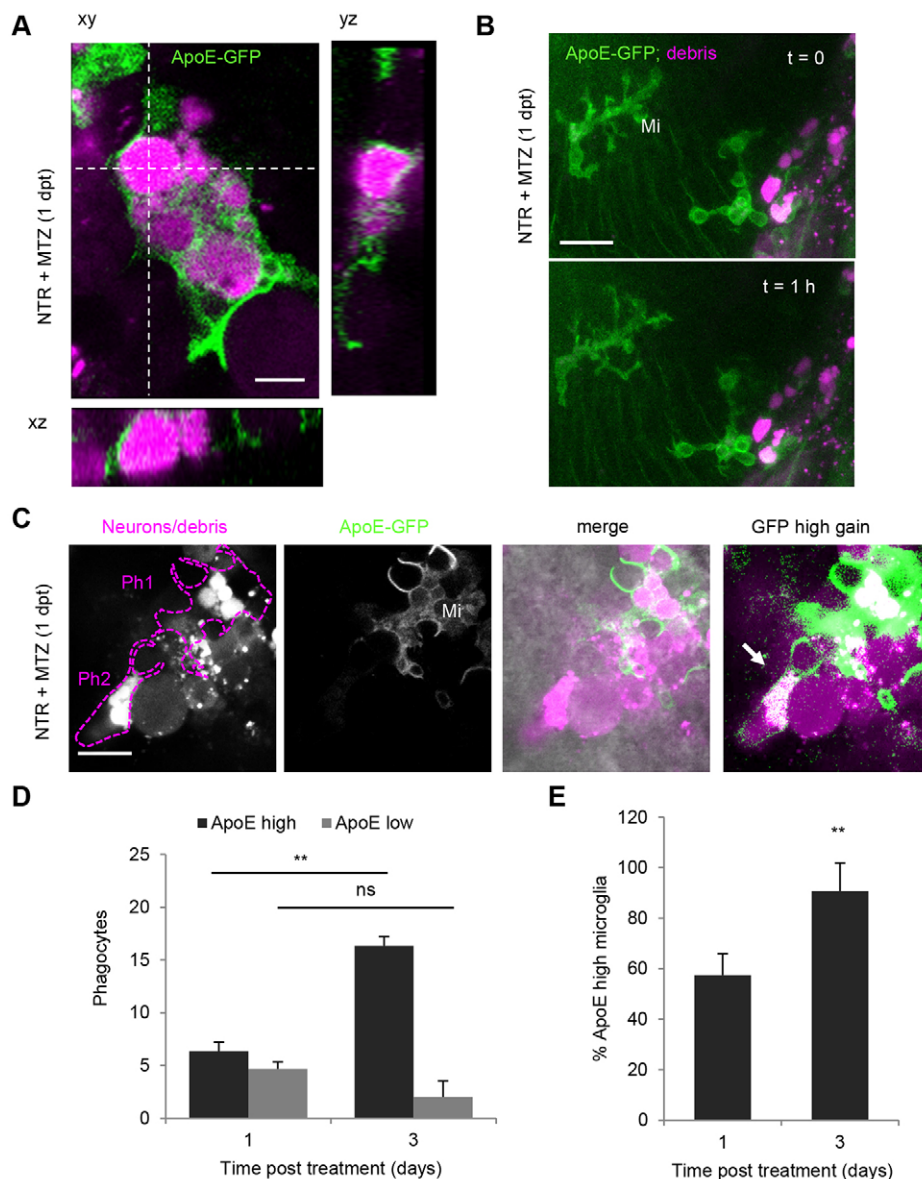 A
xy
yz
ApoE-GFP
NTR + MTZ (1 dpt)
xz
B
ApoE-GFP; debris
t = 0
Mi
NTR + MTZ (1 dpt)
t = 1 h
C
Neurons/debris
ApoE-GFP
merge
GFP high gain
NTR + MTZ (1 dpt)
Ph1
Ph2
Mi
D
ApoE high
ApoE low
**
ns
25
20
15
10
5
0
Phagocytes
1
3
Time post treatment (days)
E
120
100
80
60
40
20
0
% ApoE high microglia
**
1
3
Time post treatment (days)